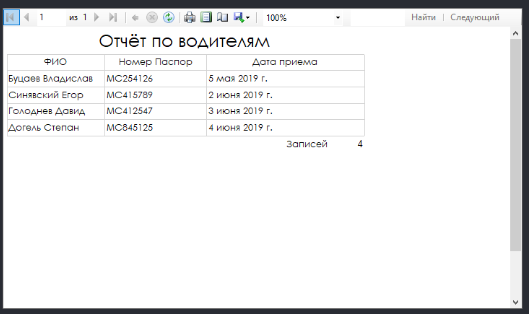 1 из 1 100% Найти | Следующий
Отчёт по водителям
ФИО Номер Паспор Дата приема
Буцаев Владислав МС254126 5 мая 2019 г.
Синявский Егор МС415789 2 июня 2019 г.
Голоднев Давид МС412547 3 июня 2019 г.
Догель Степан МС845125 4 июня 2019 г.
Записей 4